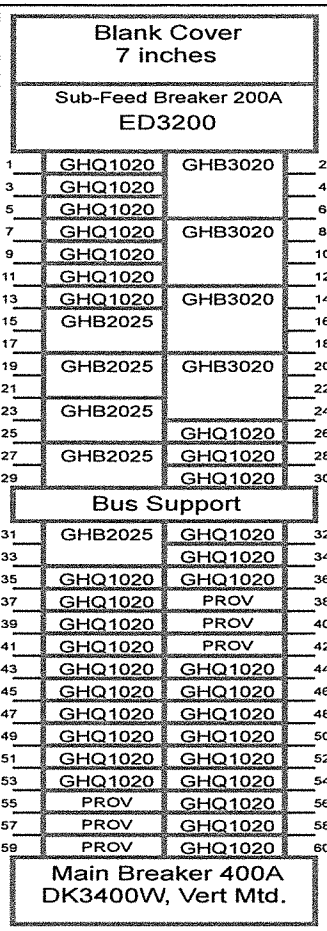 Blank Cover
7 inches
Sub-Feed Breaker 200A
ED3200
1 GHQ1020 GHB3020 2
3 GHQ1020 4
5 GHQ1020 6
7 GHQ1020 GHB3020 8
9 GHQ1020 10
11 GHQ1020 12
13 GHQ1020 GHB3020 14
15 GHB2025 16
17 18
19 GHB2025 GHB3020 20
21 22
23 GHB2025 24
25 GHQ1020 26
27 GHB2025 GHQ1020 28
29 GHQ1020 30
Bus Support
31 GHB2025 GHQ1020 32
33 GHQ1020 34
35 GHQ1020 GHQ1020 36
37 GHQ1020 PROV 38
39 GHQ1020 PROV 40
41 GHQ1020 PROV 42
43 GHQ1020 GHQ1020 44
45 GHQ1020 GHQ1020 46
47 GHQ1020 GHQ1020 48
49 GHQ1020 GHQ1020 50
51 GHQ1020 GHQ1020 52
53 GHQ1020 GHQ1020 54
55 PROV GHQ1020 56
57 PROV GHQ1020 58
59 PROV GHQ1020 60
Main Breaker 400A
DK3400W, Vert Mtd.